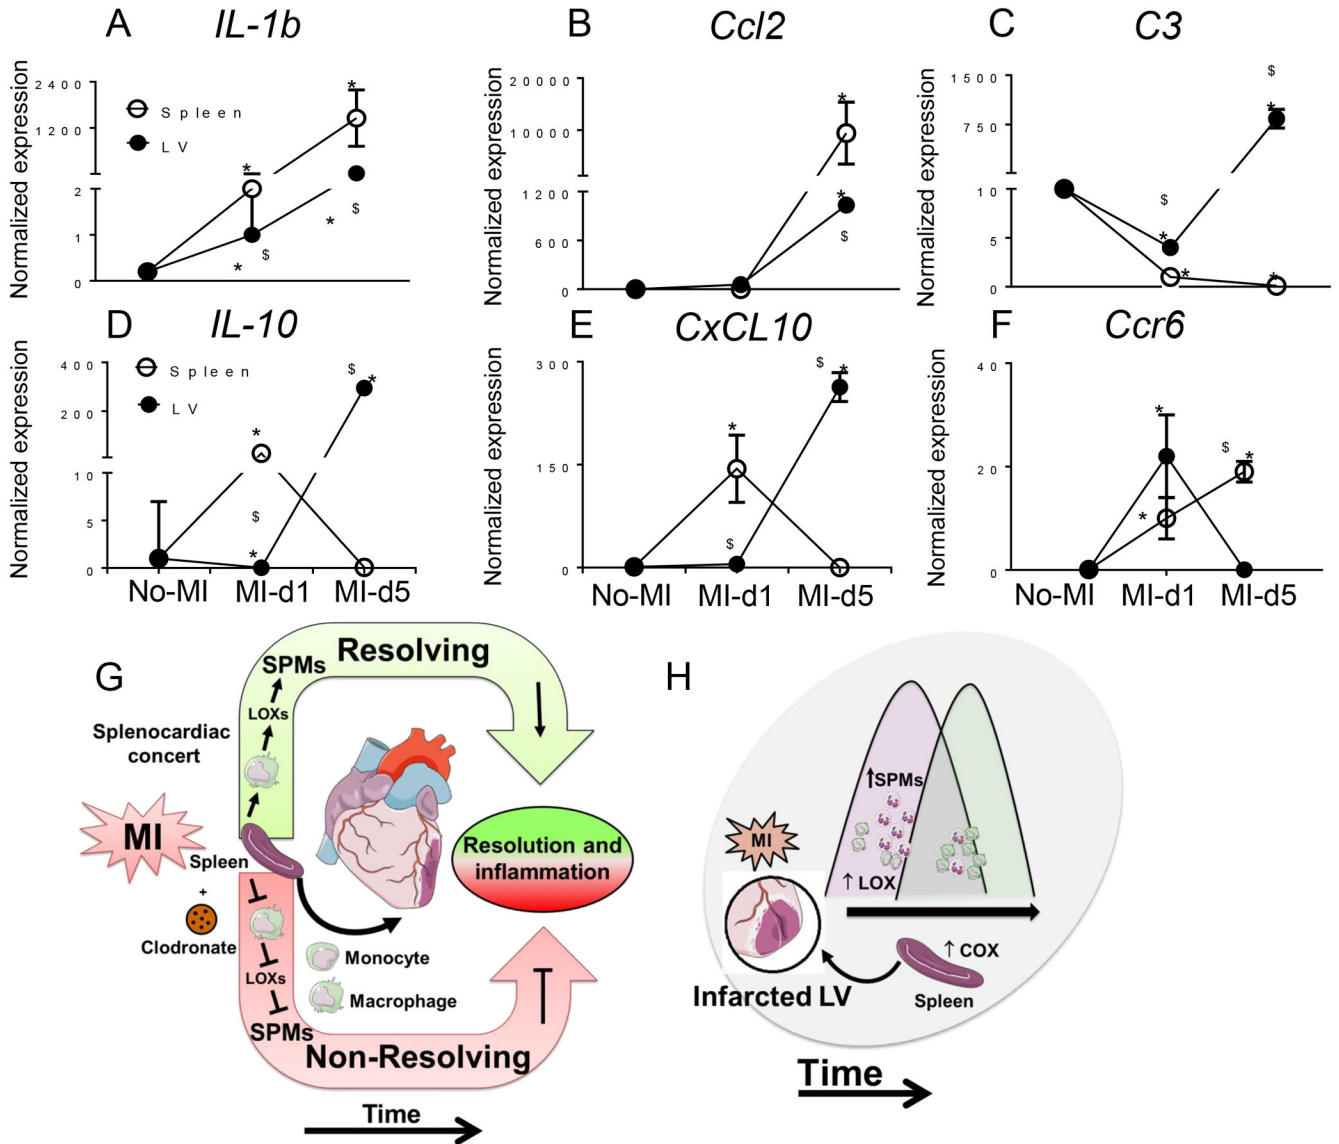 A
IL-1b
Normalized expression
2400
1200
2
1
0
Spleen
LV
*
*
*
*
$
$
B
Ccl2
Normalized expression
20000
10000
1200
600
0
*
*
$
C
C3
Normalized expression
1500
750
10
5
0
$
*
$
*
*
*
D
IL-10
Normalized expression
400
200
10
5
0
Spleen
LV
*
$
*
$
*
No-MI
MI-d1
MI-d5
E
CxCL10
Normalized expression
300
150
0
*
$
$
*
No-MI
MI-d1
MI-d5
F
Ccr6
Normalized expression
40
20
0
*
*
$
*
No-MI
MI-d1
MI-d5
G
Resolving
SPMs
LOXs
Splenocardiac
concert
MI
Spleen
+
Clodronate
LOXs
SPMs
Monocyte
Macrophage
Resolution and
inflammation
Non-Resolving
Time
H
SPMs
MI
LOX
COX
Infarcted LV
Spleen
Time